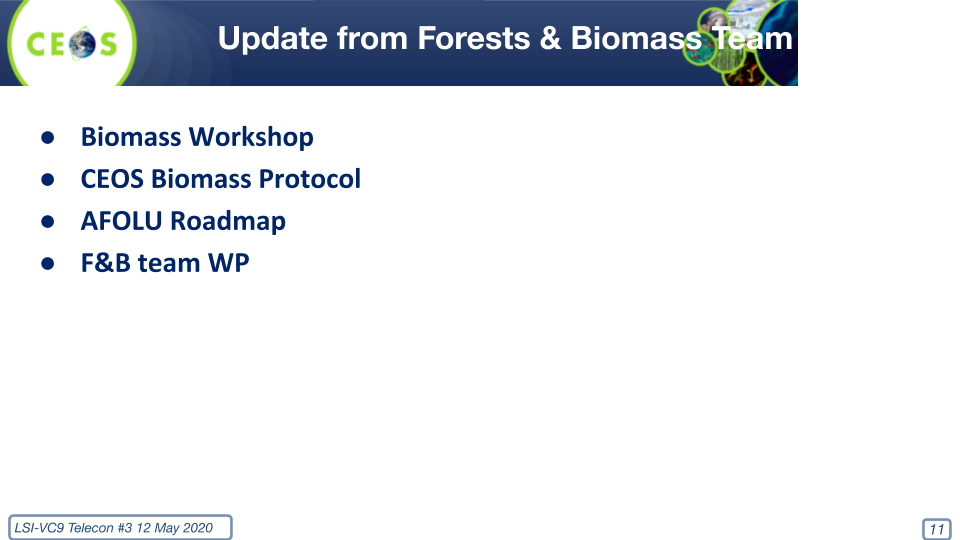 CEOS
Update from Forests & Biomass Team
● Biomass Workshop
● CEOS Biomass Protocol
● AFOLU Roadmap
● F&B team WP
LSI-VC9 Telecon #3 12 May 2020
11